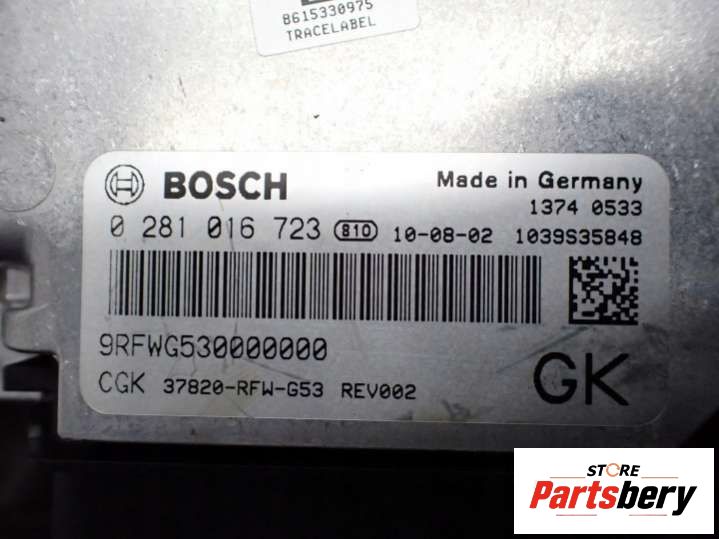 8615330975
TRACELABEL
BOSCH Made in Germany
1374 0533
0 281 016 723 810 10-08-02 1039S35848
9RFWG530000000
CGK 37820-RFW-G53 REV002
GK
STORE
Partsbery